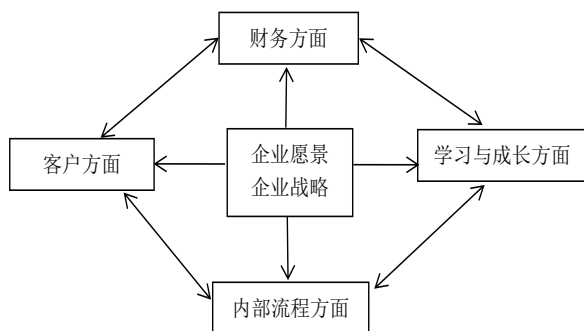 财务方面
客户方面
企业愿景
企业战略
学习与成长方面
内部流程方面